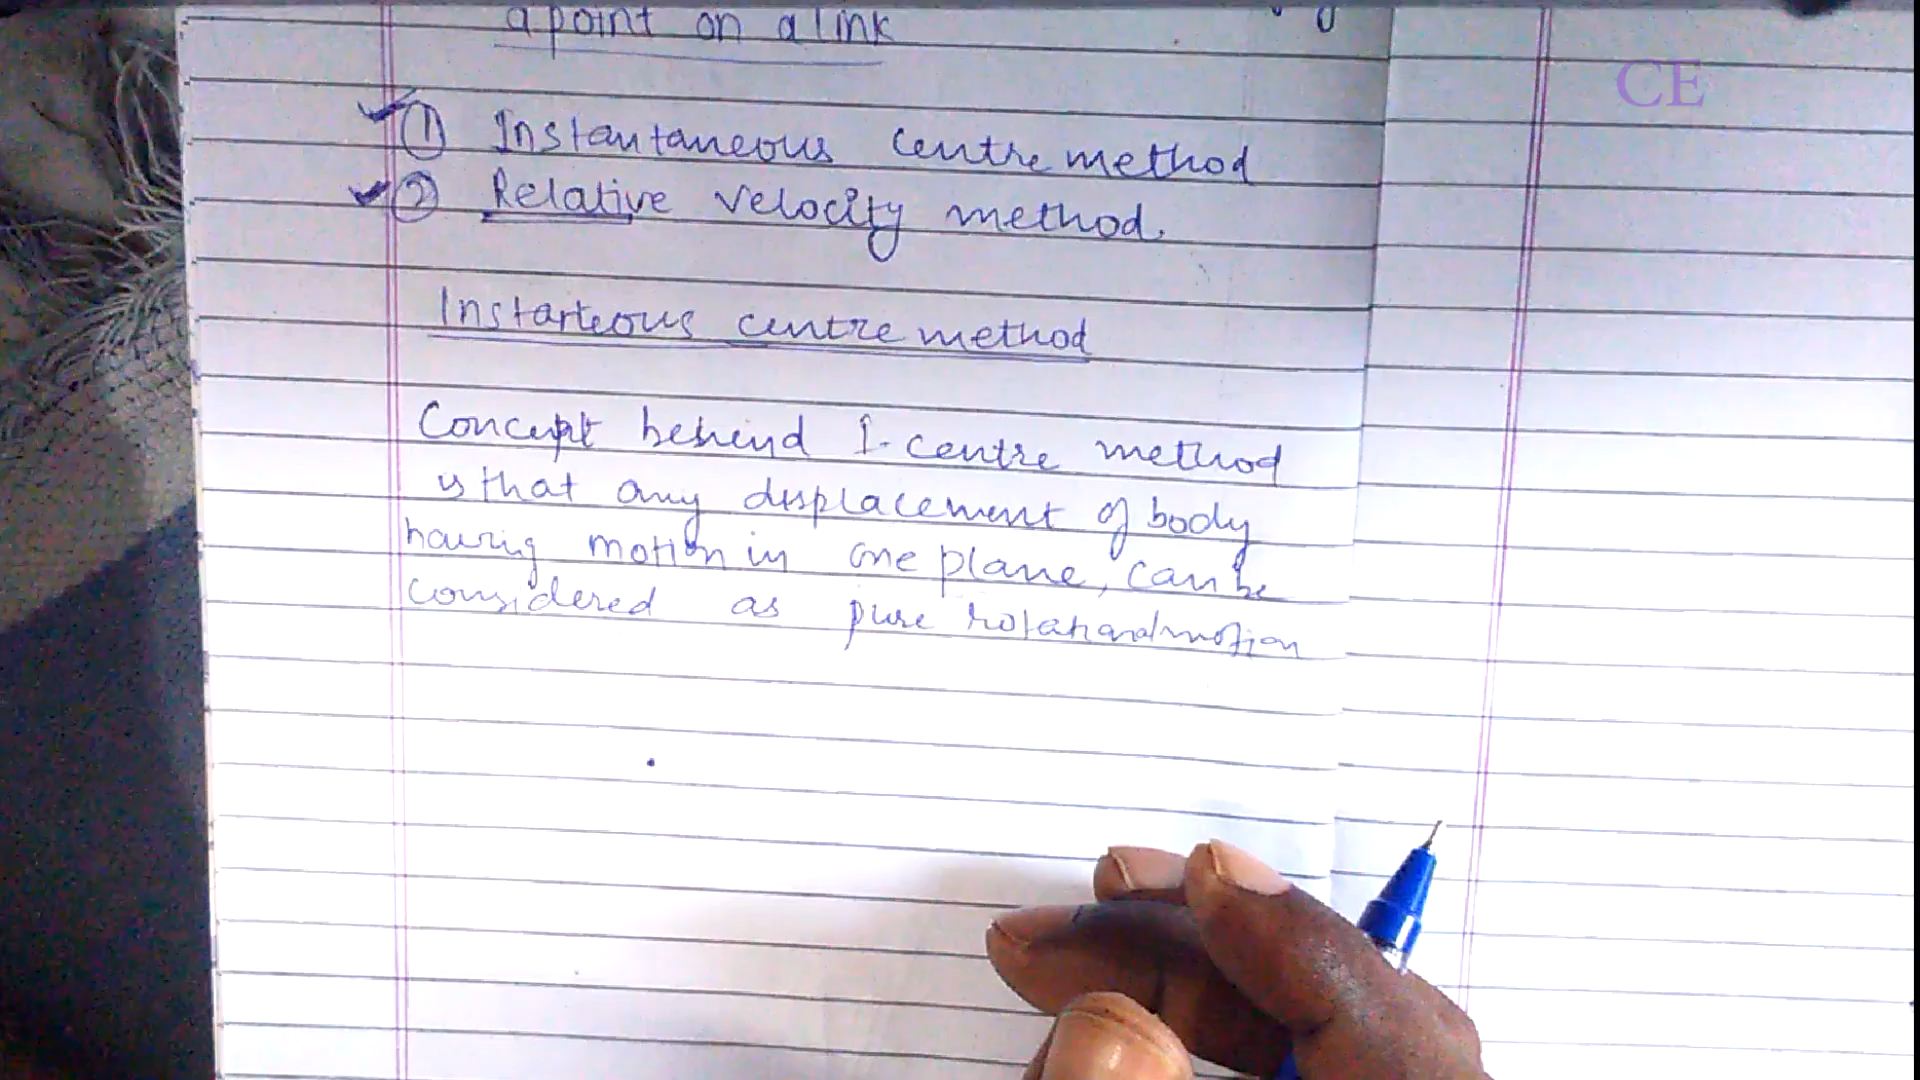 a point on a link
CE
① Instantaneous centre method
② Relative velocity method.
Instarteous centre method
Concept behind I-centre method
is that any displacement of body
having motion in one plane, can be
considered as pure rotational motion